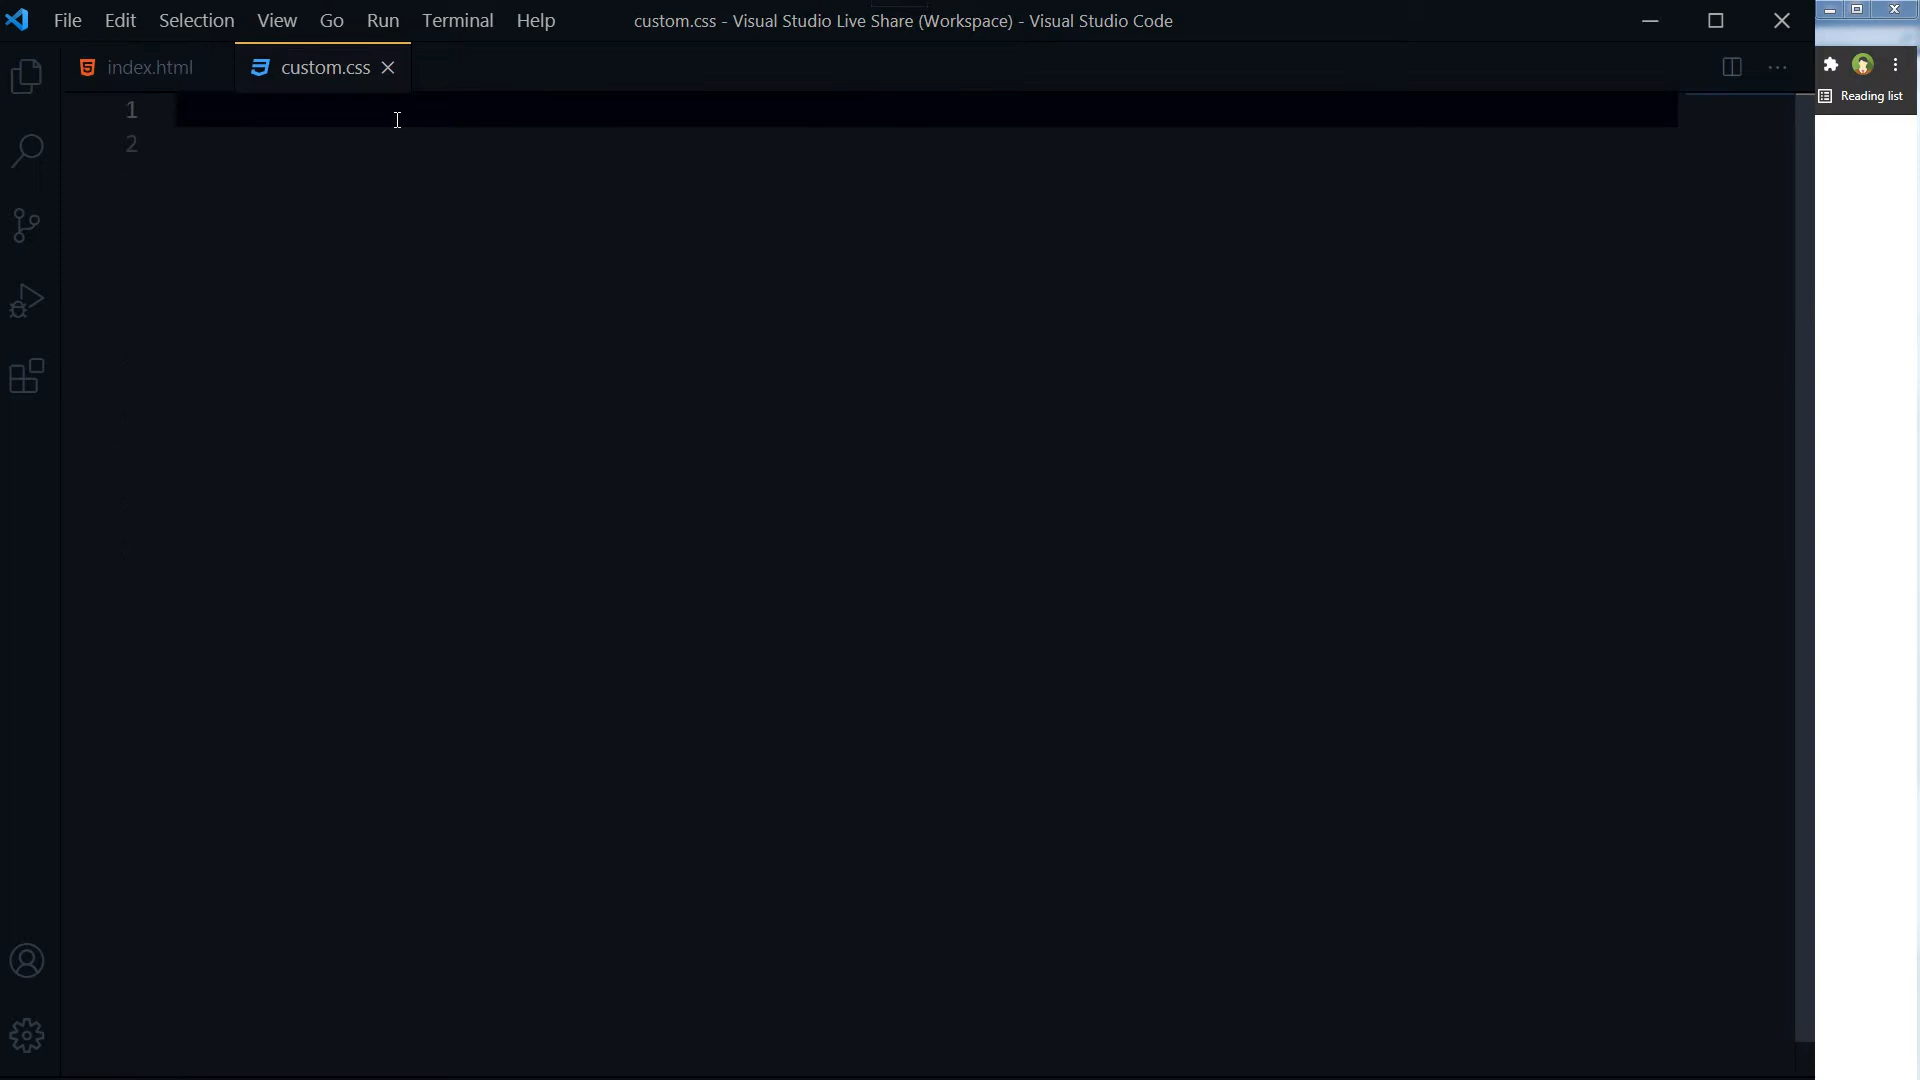 File Edit Selection View Go Run Terminal Help custom.css - Visual Studio Live Share (Workspace) - Visual Studio Code
index.html custom.css
Reading list
1
2